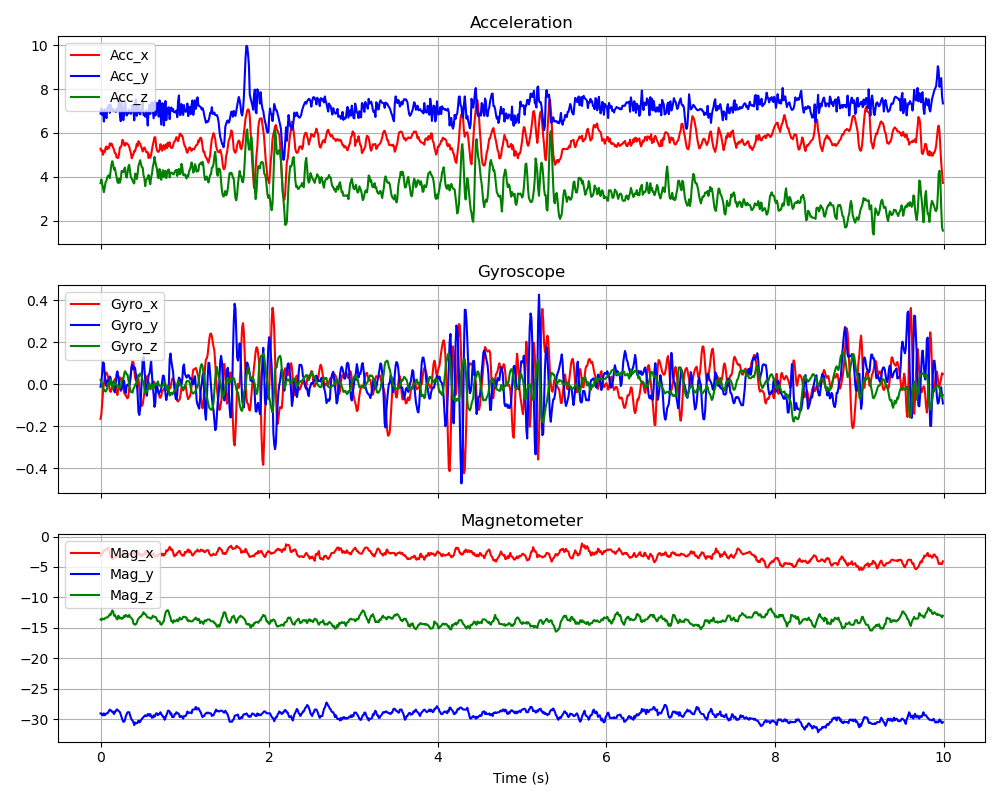 Acceleration
10
8
6
4
2
Acc_x
Acc_y
Acc_z
Gyroscope
0.4
0.2
0.0
−0.2
−0.4
Gyro_x
Gyro_y
Gyro_z
Magnetometer
0
−5
−10
−15
−20
−25
−30
Mag_x
Mag_y
Mag_z
0 2 4 6 8 10
Time (s)